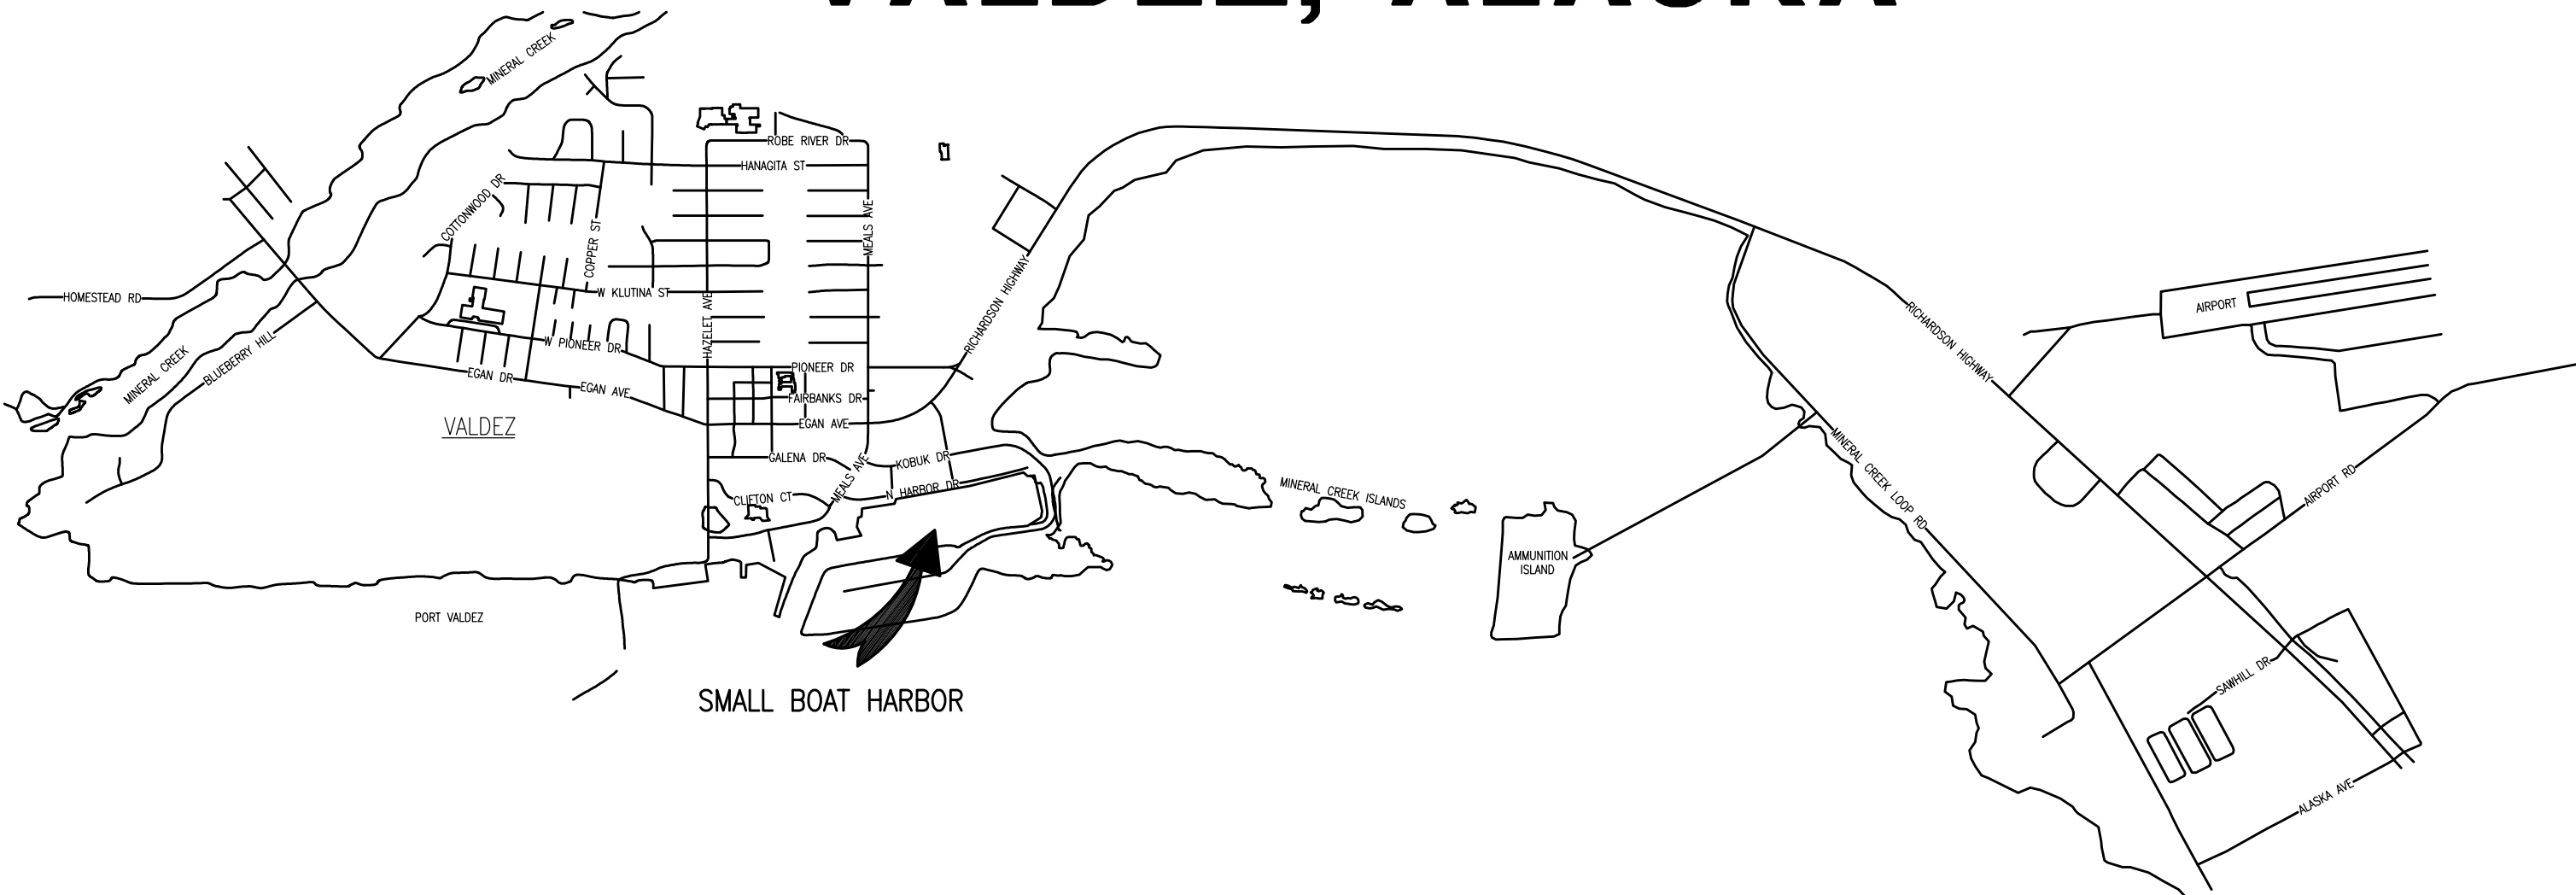 VALDEZ, ALASKA
MINERAL CREEK
ROBE RIVER DR
HANAGITA ST
COTTONWOOD DR
COPPER ST
MEALS AVE
RICHARDSON HIGHWAY
HOMESTEAD RD
W KLUTINA ST
HAZELET AVE
RICHARDSON HIGHWAY
AIRPORT
MINERAL CREEK
BLUEBERRY HILL
W PIONEER DR
PIONEER DR
EGAN DR
EGAN AVE
FAIRBANKS DR
VALDEZ
EGAN AVE
GALENA DR
MEALS AVE
KOBUK DR
CLIFTON CT
N HARBOR DR
MINERAL CREEK ISLANDS
MINERAL CREEK LOOP RD
AIRPORT RD
AMMUNITION
ISLAND
PORT VALDEZ
SAWHILL DR
SMALL BOAT HARBOR
ALASKA AVE